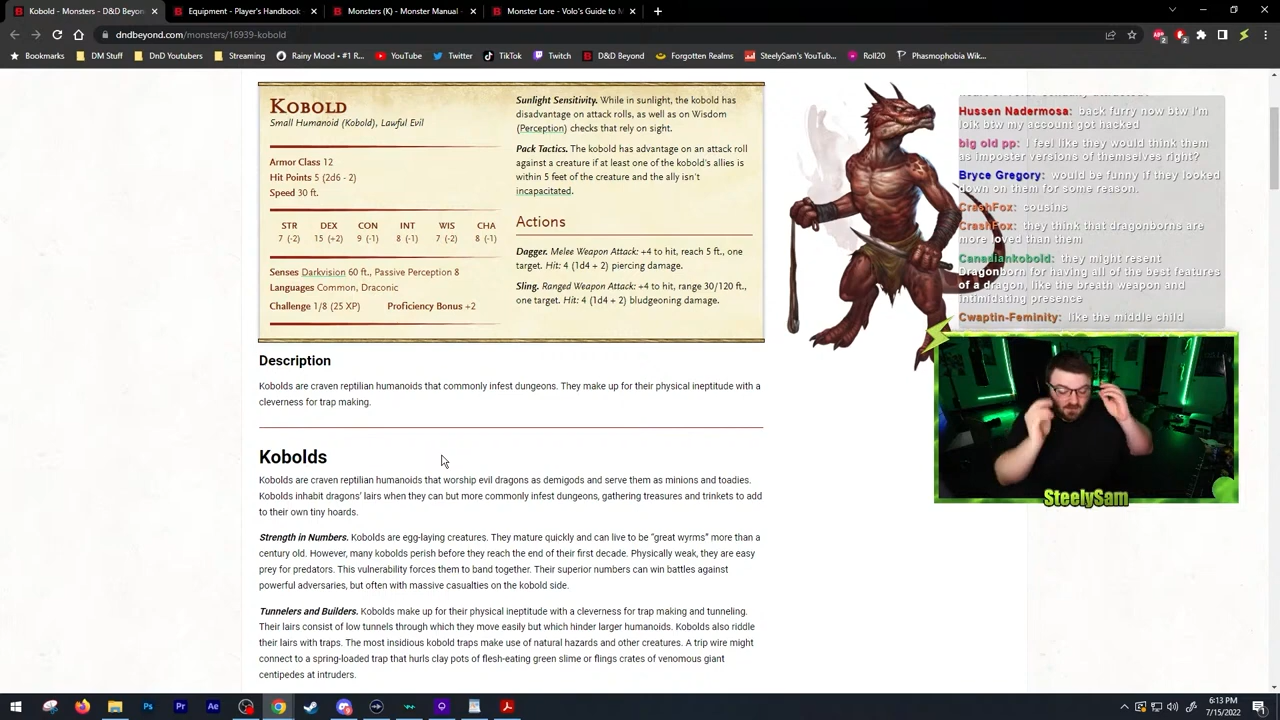 Kobold - Monsters - D&D Beyond
Equipment - Player's Handbook
Monsters (K) - Monster Manual -
Monster Lore - Volo's Guide to M
dndbeyond.com/monsters/16939-kobold
Bookmarks
DM Stuff
DnD Youtubers
Streaming
Rainy Mood • #1 R...
YouTube
Twitter
TikTok
Twitch
D&D Beyond
Forgotten Realms
SteelySam's YouTub...
Roll20
Phasmophobia Wik...
KOBOLD
Small Humanoid (Kobold), Lawful Evil
Armor Class 12
Hit Points 5 (2d6 - 2)
Speed 30 ft.
STR DEX CON INT WIS CHA
7 (-2) 15 (+2) 9 (-1) 8 (-1) 7 (-2) 8 (-1)
Senses Darkvision 60 ft., Passive Perception 8
Languages Common, Draconic
Challenge 1/8 (25 XP) Proficiency Bonus +2
Sunlight Sensitivity. While in sunlight, the kobold has
disadvantage on attack rolls, as well as on Wisdom
(Perception) checks that rely on sight.
Pack Tactics. The kobold has advantage on an attack roll
against a creature if at least one of the kobold's allies is
within 5 feet of the creature and the ally isn't
incapacitated.
Actions
Dagger. Melee Weapon Attack: +4 to hit, reach 5 ft., one
target. Hit: 4 (1d4 + 2) piercing damage.
Sling. Ranged Weapon Attack: +4 to hit, range 30/120 ft.,
one target. Hit: 4 (1d4 + 2) bludgeoning damage.
Hussen Nadermosa: back furry now btw I'm
loik btw my account got hacked
big old pp: I feel like they would think them
as imposter versions of themselves right?
Bryce Gregory: would be funny if they looked
down on them for some reason.
CrashFox: cousins
CrashFox: they think that dragonborns are
more loved than them
Canadiankobold: they might resent
Dragonborn for having all of the best features
of a dragon, like the breath weapon and
intimidating presence
Cwaptin-Feminity: like the middle child
SteelySam
Description
Kobolds are craven reptilian humanoids that commonly infest dungeons. They make up for their physical ineptitude with a
cleverness for trap making.
Kobolds
Kobolds are craven reptilian humanoids that worship evil dragons as demigods and serve them as minions and toadies.
Kobolds inhabit dragons' lairs when they can but more commonly infest dungeons, gathering treasures and trinkets to add
to their own tiny hoards.
Strength in Numbers. Kobolds are egg-laying creatures. They mature quickly and can live to be "great wyrms" more than a
century old. However, many kobolds perish before they reach the end of their first decade. Physically weak, they are easy
prey for predators. This vulnerability forces them to band together. Their superior numbers can win battles against
powerful adversaries, but often with massive casualties on the kobold side.
Tunnelers and Builders. Kobolds make up for their physical ineptitude with a cleverness for trap making and tunneling.
Their lairs consist of low tunnels through which they move easily but which hinder larger humanoids. Kobolds also riddle
their lairs with traps. The most insidious kobold traps make use of natural hazards and other creatures. A trip wire might
connect to a spring-loaded trap that hurls clay pots of flesh-eating green slime or flings crates of venomous giant
centipedes at intruders.
6:13 PM
7/15/2022